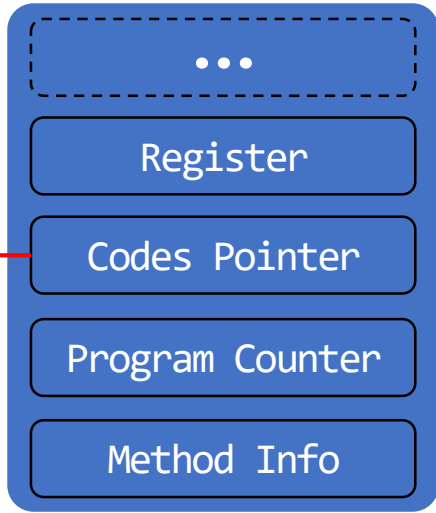 ...
Register
Codes Pointer
Program Counter
Method Info